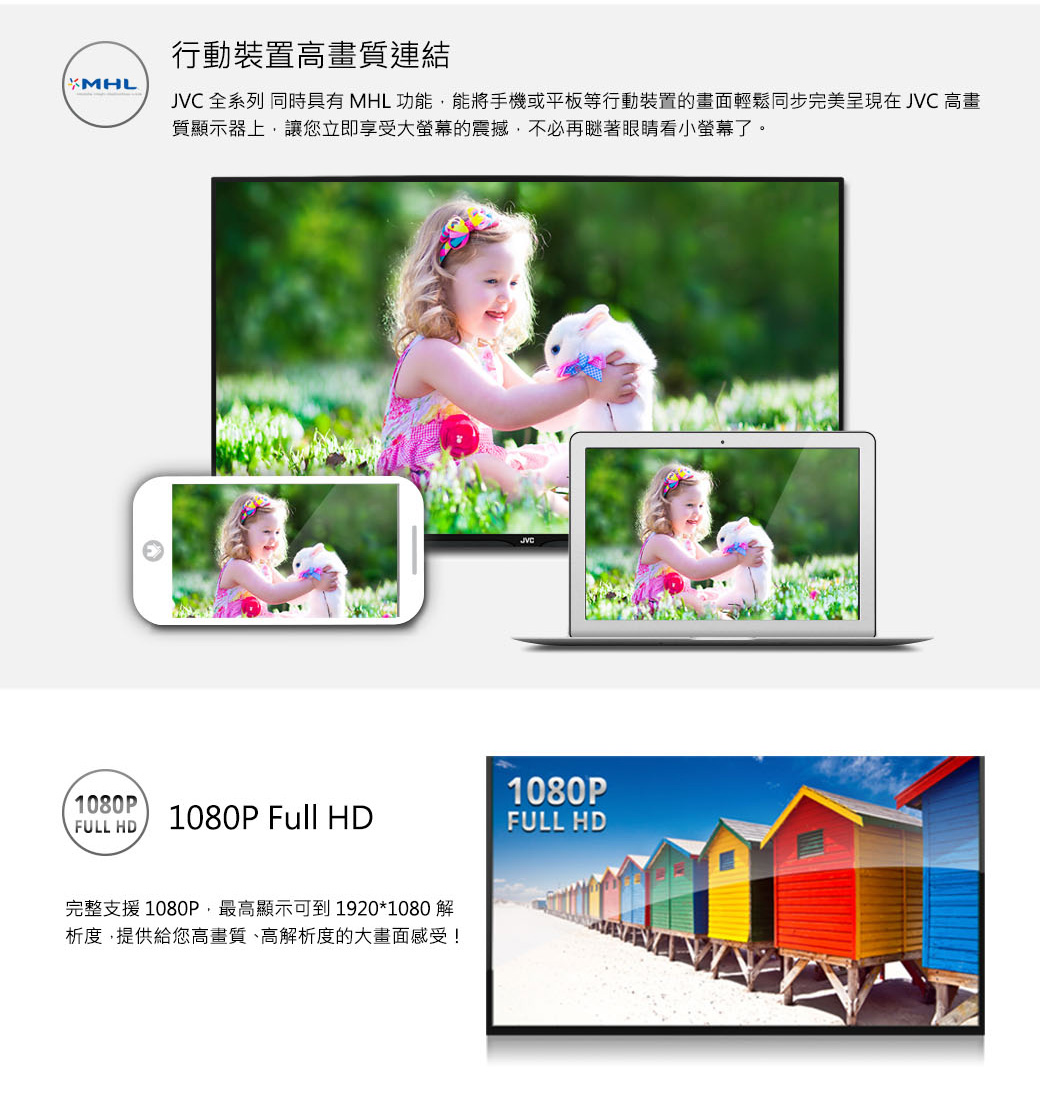 行動裝置高畫質連結
MHL
JVC 全系列 同時具有 MHL 功能，能將手機或平板等行動裝置的畫面輕鬆同步完美呈現在 JVC 高畫
質顯示器上，讓您立即享受大螢幕的震撼，不必再瞇著眼睛看小螢幕了。
JVC
1080P
FULL HD
1080P Full HD
1080P
FULL HD
完整支援 1080P，最高顯示可到 1920*1080 解
析度，提供給您高畫質、高解析度的大畫面感受！